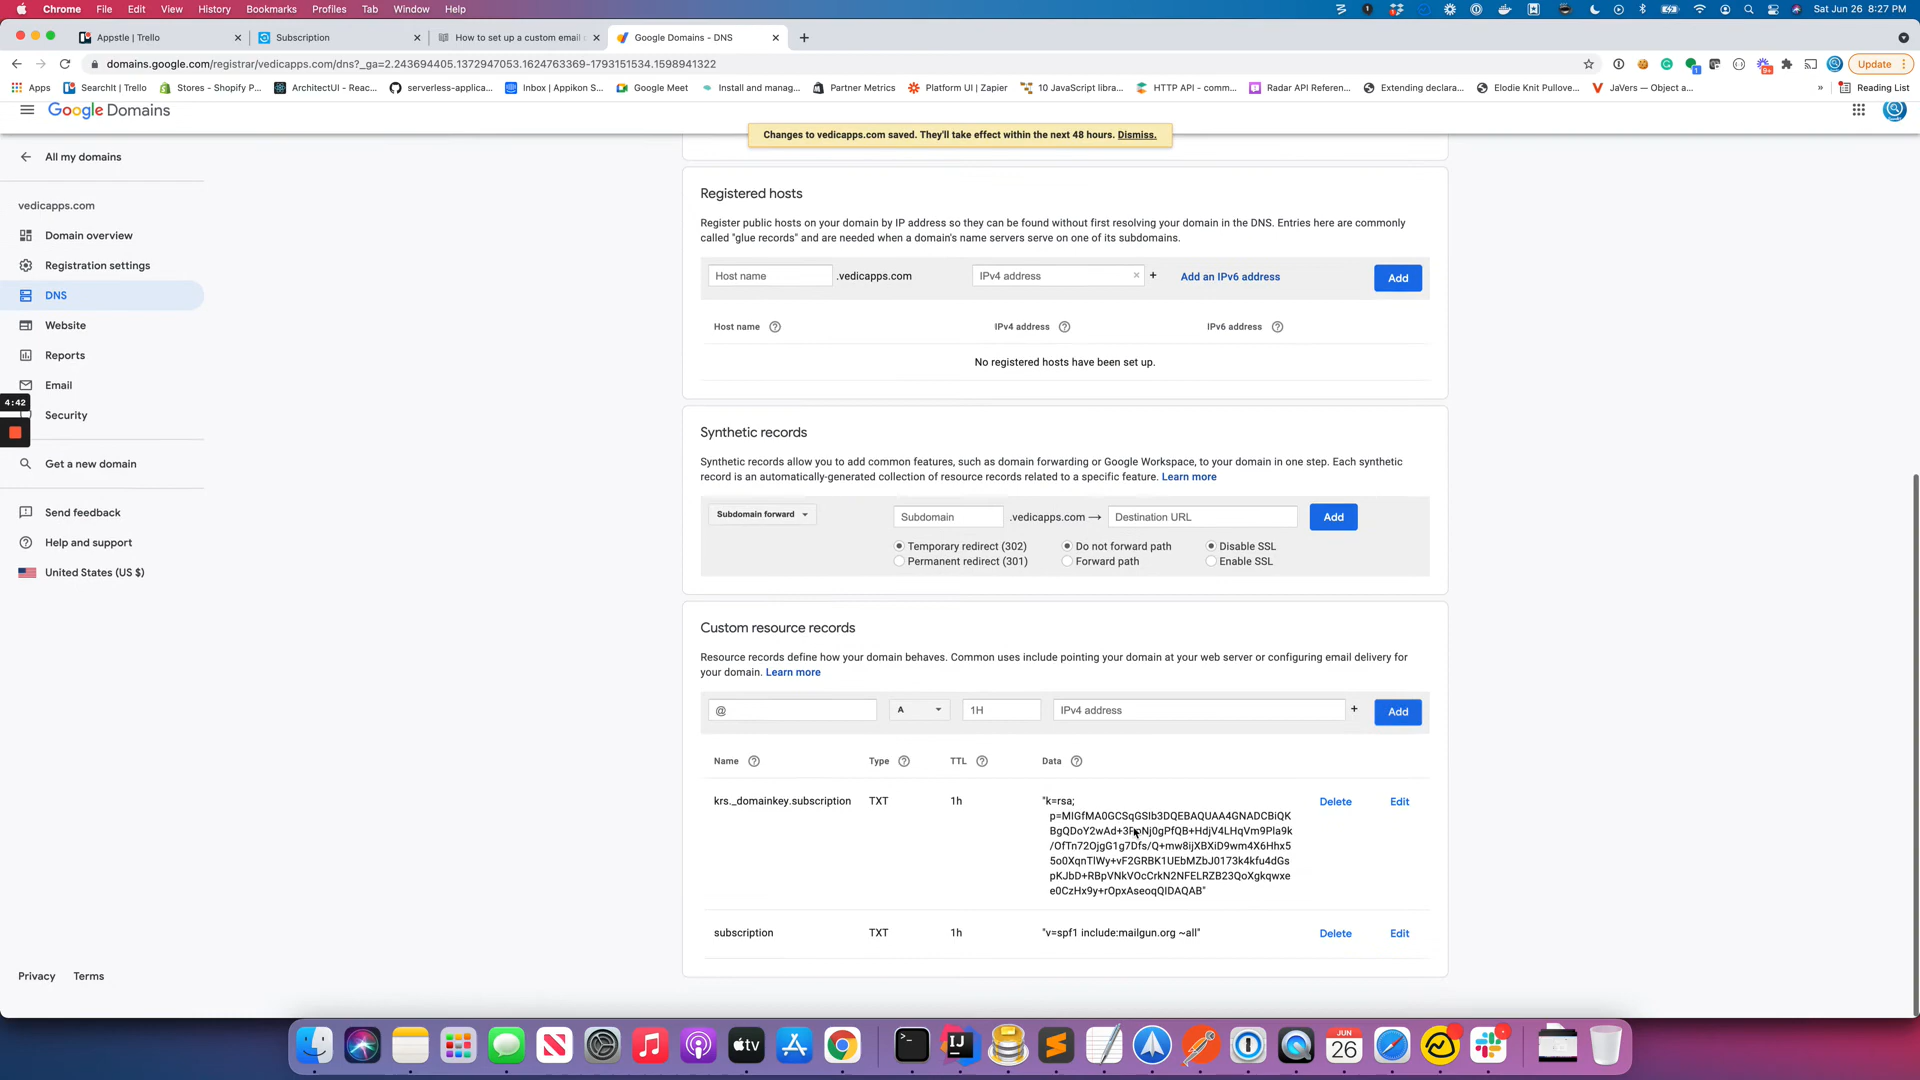 Chrome File Edit View History Bookmarks Profiles Tab Window Help Sat Jun 26 8:27 PM
Appstle | Trello Subscription How to set up a custom email Google Domains - DNS
domains.google.com/registrar/vedicapps.com/dns?_ga=2.243694405.1372947053.1624763369-1793151534.1598941322 Update
Apps SearchIt | Trello Stores - Shopify P... ArchitectUI - Reac... serverless-applica... Inbox | Appikon S... Google Meet Install and manag... Partner Metrics Platform UI | Zapier 10 JavaScript libra... HTTP API - comm... Radar API Referen... Extending declara... Elodie Knit Pullove... JaVers — Object a... » Reading List
Google Domains
Changes to vedicapps.com saved. They'll take effect within the next 48 hours. Dismiss.
All my domains
vedicapps.com
Domain overview
Registration settings
DNS
Website
Reports
Email
4:42
Security
Get a new domain
Send feedback
Help and support
United States (US $)
Privacy Terms
Registered hosts
Register public hosts on your domain by IP address so they can be found without first resolving your domain in the DNS. Entries here are commonly
called "glue records" and are needed when a domain's name servers serve on one of its subdomains.
Host name .vedicapps.com IPv4 address × + Add an IPv6 address Add
Host name IPv4 address IPv6 address
No registered hosts have been set up.
Synthetic records
Synthetic records allow you to add common features, such as domain forwarding or Google Workspace, to your domain in one step. Each synthetic
record is an automatically-generated collection of resource records related to a specific feature. Learn more
Subdomain forward Subdomain .vedicapps.com → Destination URL Add
Temporary redirect (302) Do not forward path Disable SSL
Permanent redirect (301) Forward path Enable SSL
Custom resource records
Resource records define how your domain behaves. Common uses include pointing your domain at your web server or configuring email delivery for
your domain. Learn more
@ A 1H IPv4 address + Add
Name Type TTL Data
krs._domainkey.subscription TXT 1h "k=rsa; Delete Edit
p=MIGfMA0GCSqGSIb3DQEBAQUAA4GNADCBiQK
/OfTn72OjgG1g7Dfs/Q+mw8ijXBXiD9wm4X6Hhx5
5o0XqnTlWy+vF2GRBK1UEbMZbJ0173k4kfu4dGs
pKJbD+RBpVNkVOcCrkN2NFELRZB23QoXgkqwxe
e0CzHx9y+rOpxAseoqQIDAQAB"
subscription TXT 1h "v=spf1 include:mailgun.org ~all" Delete Edit
JUN
26